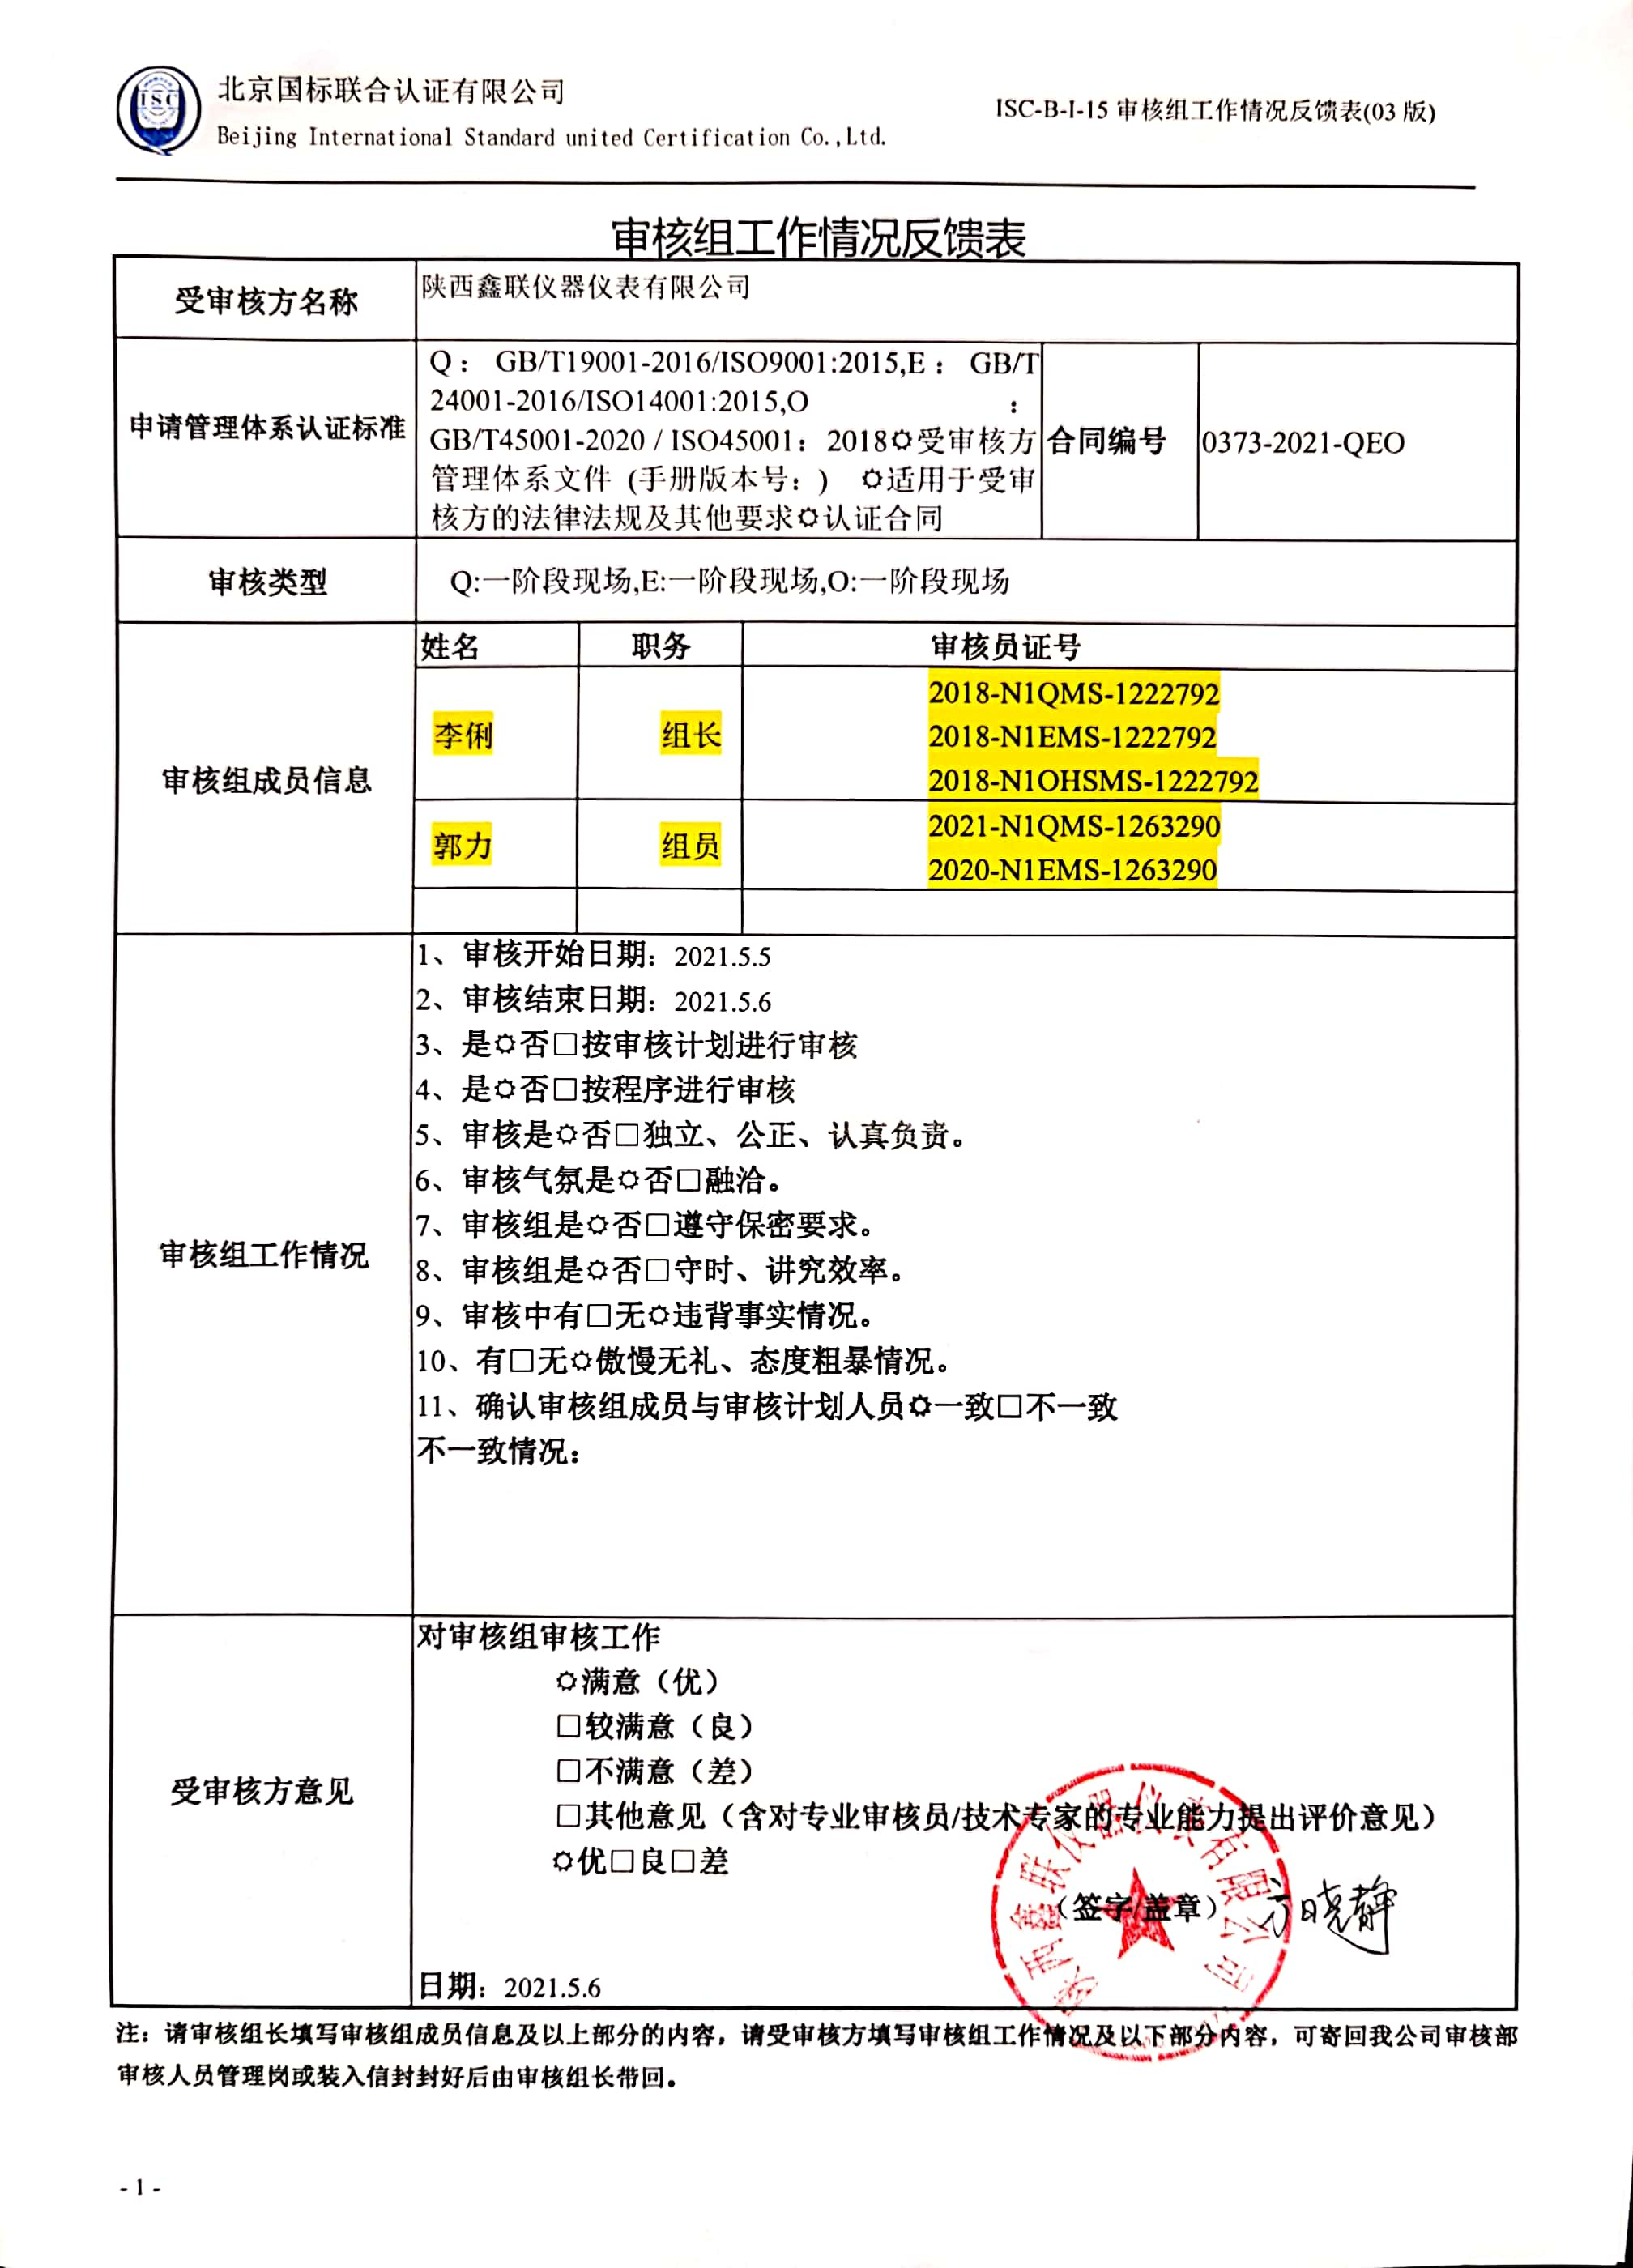 ISC
北京国标联合认证有限公司
Beijing International Standard united Certification Co.,Ltd.
ISC-B-I-15 审核组工作情况反馈表(03 版)
审核组工作情况反馈表
受审核方名称
陕西鑫联仪器仪表有限公司
申请管理体系认证标准
Q： GB/T19001-2016/ISO9001:2015,E： GB/T
24001-2016/ISO14001:2015,O ：
GB/T45001-2020 / ISO45001：2018☼受审核方
管理体系文件（手册版本号：） ☼适用于受审
核方的法律法规及其他要求☼认证合同
合同编号
0373-2021-QEO
审核类型
Q:一阶段现场,E:一阶段现场,O:一阶段现场
审核组成员信息
姓名 职务 审核员证号
李俐 组长
2018-N1QMS-1222792
2018-N1EMS-1222792
2018-N1OHSMS-1222792
郭力 组员
2021-N1QMS-1263290
2020-N1EMS-1263290
审核组工作情况
1、审核开始日期：2021.5.5
2、审核结束日期：2021.5.6
3、是☼否□按审核计划进行审核
4、是☼否□按程序进行审核
5、审核是☼否□独立、公正、认真负责。
6、审核气氛是☼否□融洽。
7、审核组是☼否□遵守保密要求。
8、审核组是☼否□守时、讲究效率。
9、审核中有□无☼违背事实情况。
10、有□无☼傲慢无礼、态度粗暴情况。
11、确认审核组成员与审核计划人员☼一致□不一致
不一致情况：
受审核方意见
对审核组审核工作
☼满意（优）
□较满意（良）
□不满意（差）
□其他意见（含对专业审核员/技术专家的专业能力提出评价意见）
☼优□良□差
（签字/盖章） 方晓静
陕西鑫联仪器仪表有限公司
日期：2021.5.6
注：请审核组长填写审核组成员信息及以上部分的内容，请受审核方填写审核组工作情况及以下部分内容，可寄回我公司审核部
审核人员管理岗或装入信封封好后由审核组长带回。
- 1 -